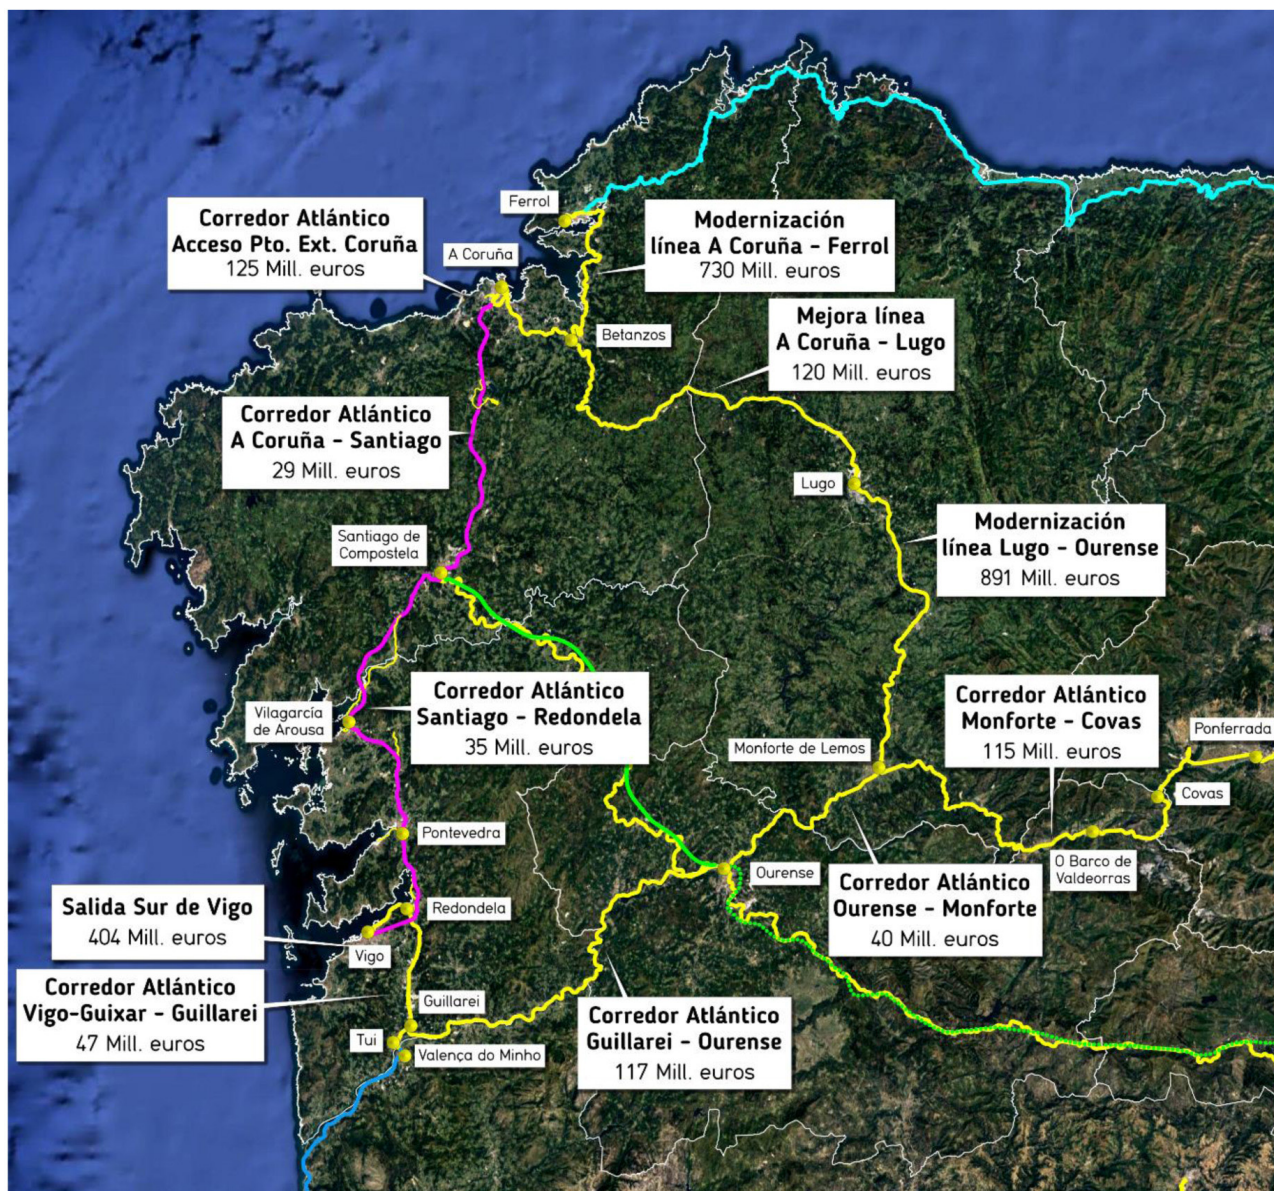 Ferrol
Corredor Atlántico
Acceso Pto. Ext. Coruña
125 Mill. euros
A Coruña
Modernización
línea A Coruña – Ferrol
730 Mill. euros
Betanzos
Mejora línea
A Coruña – Lugo
120 Mill. euros
Corredor Atlántico
A Coruña – Santiago
29 Mill. euros
Lugo
Santiago de
Compostela
Modernización
línea Lugo – Ourense
891 Mill. euros
Vilagarcía
de Arousa
Corredor Atlántico
Santiago – Redondela
35 Mill. euros
Monforte de Lemos
Corredor Atlántico
Monforte – Covas
115 Mill. euros
Ponferrada
Covas
Pontevedra
Ourense
O Barco de
Valdeorras
Corredor Atlántico
Ourense – Monforte
40 Mill. euros
Salida Sur de Vigo
404 Mill. euros
Redondela
Vigo
Corredor Atlántico
Vigo-Guixar – Guillarei
47 Mill. euros
Guillarei
Tui
Valença do Minho
Corredor Atlántico
Guillarei – Ourense
117 Mill. euros